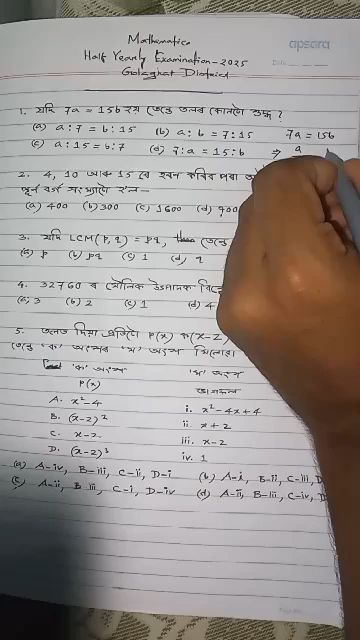 Mathematics
Half Yearly Examination-2025
Golaghat District
apsara
Date
1. যদি 7a = 15b হয় তেন্তে তলৰ কোনটো শুদ্ধ?
(a) a : 7 = b : 15 (b) a : b = 7 : 15 7a = 15b
(c) a : 15 = b : 7 (d) 7 : a = 15 : b ⇒ a
2. 4, 10 আৰু 15 ৰে হৰণ কৰিব পৰা
পূৰ্ণ বৰ্গ সংখ্যাটো হ'ল—
(a) 400 (b) 300 (c) 1600 (d) 900
3. যদি LCM(p, q) = pq, তেন্তে
(a) p (b) pq (c) 1 (d) q
4. 32760 ৰ মৌলিক উৎপাদক
(a) 3 (b) 2 (c) 1 (d) 4
5. তলত দিয়া প্ৰতিটো P(x) ক (x-2)
তেন্তে 'ক' অংশৰ 'খ' অংশ মিলোৱা
'ক' অংশ 'খ' অংশ
P(x) ভাগফল
A. x²-4 i. x²-4x+4
B. (x-2)² ii. x+2
C. x-2 iii. x-2
D. (x-2)³ iv. 1
(a) A-iv, B-iii, C-ii, D-i (b) A-i, B-ii, C-iii, D
(c) A-ii, B-iii, C-i, D-iv (d) A-ii, B-iii, C-iv, D